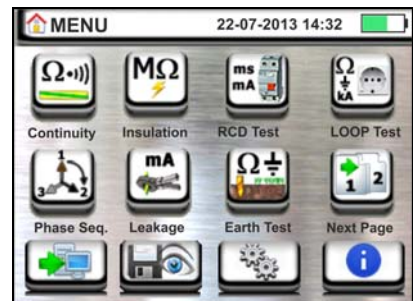 MENU 22-07-2013 14:32
Ω•)))
MΩ
ms
mA
Ω
kA
Continuity Insulation RCD Test LOOP Test
1
3 2
mA
Ω
1 2
Phase Seq. Leakage Earth Test Next Page
i